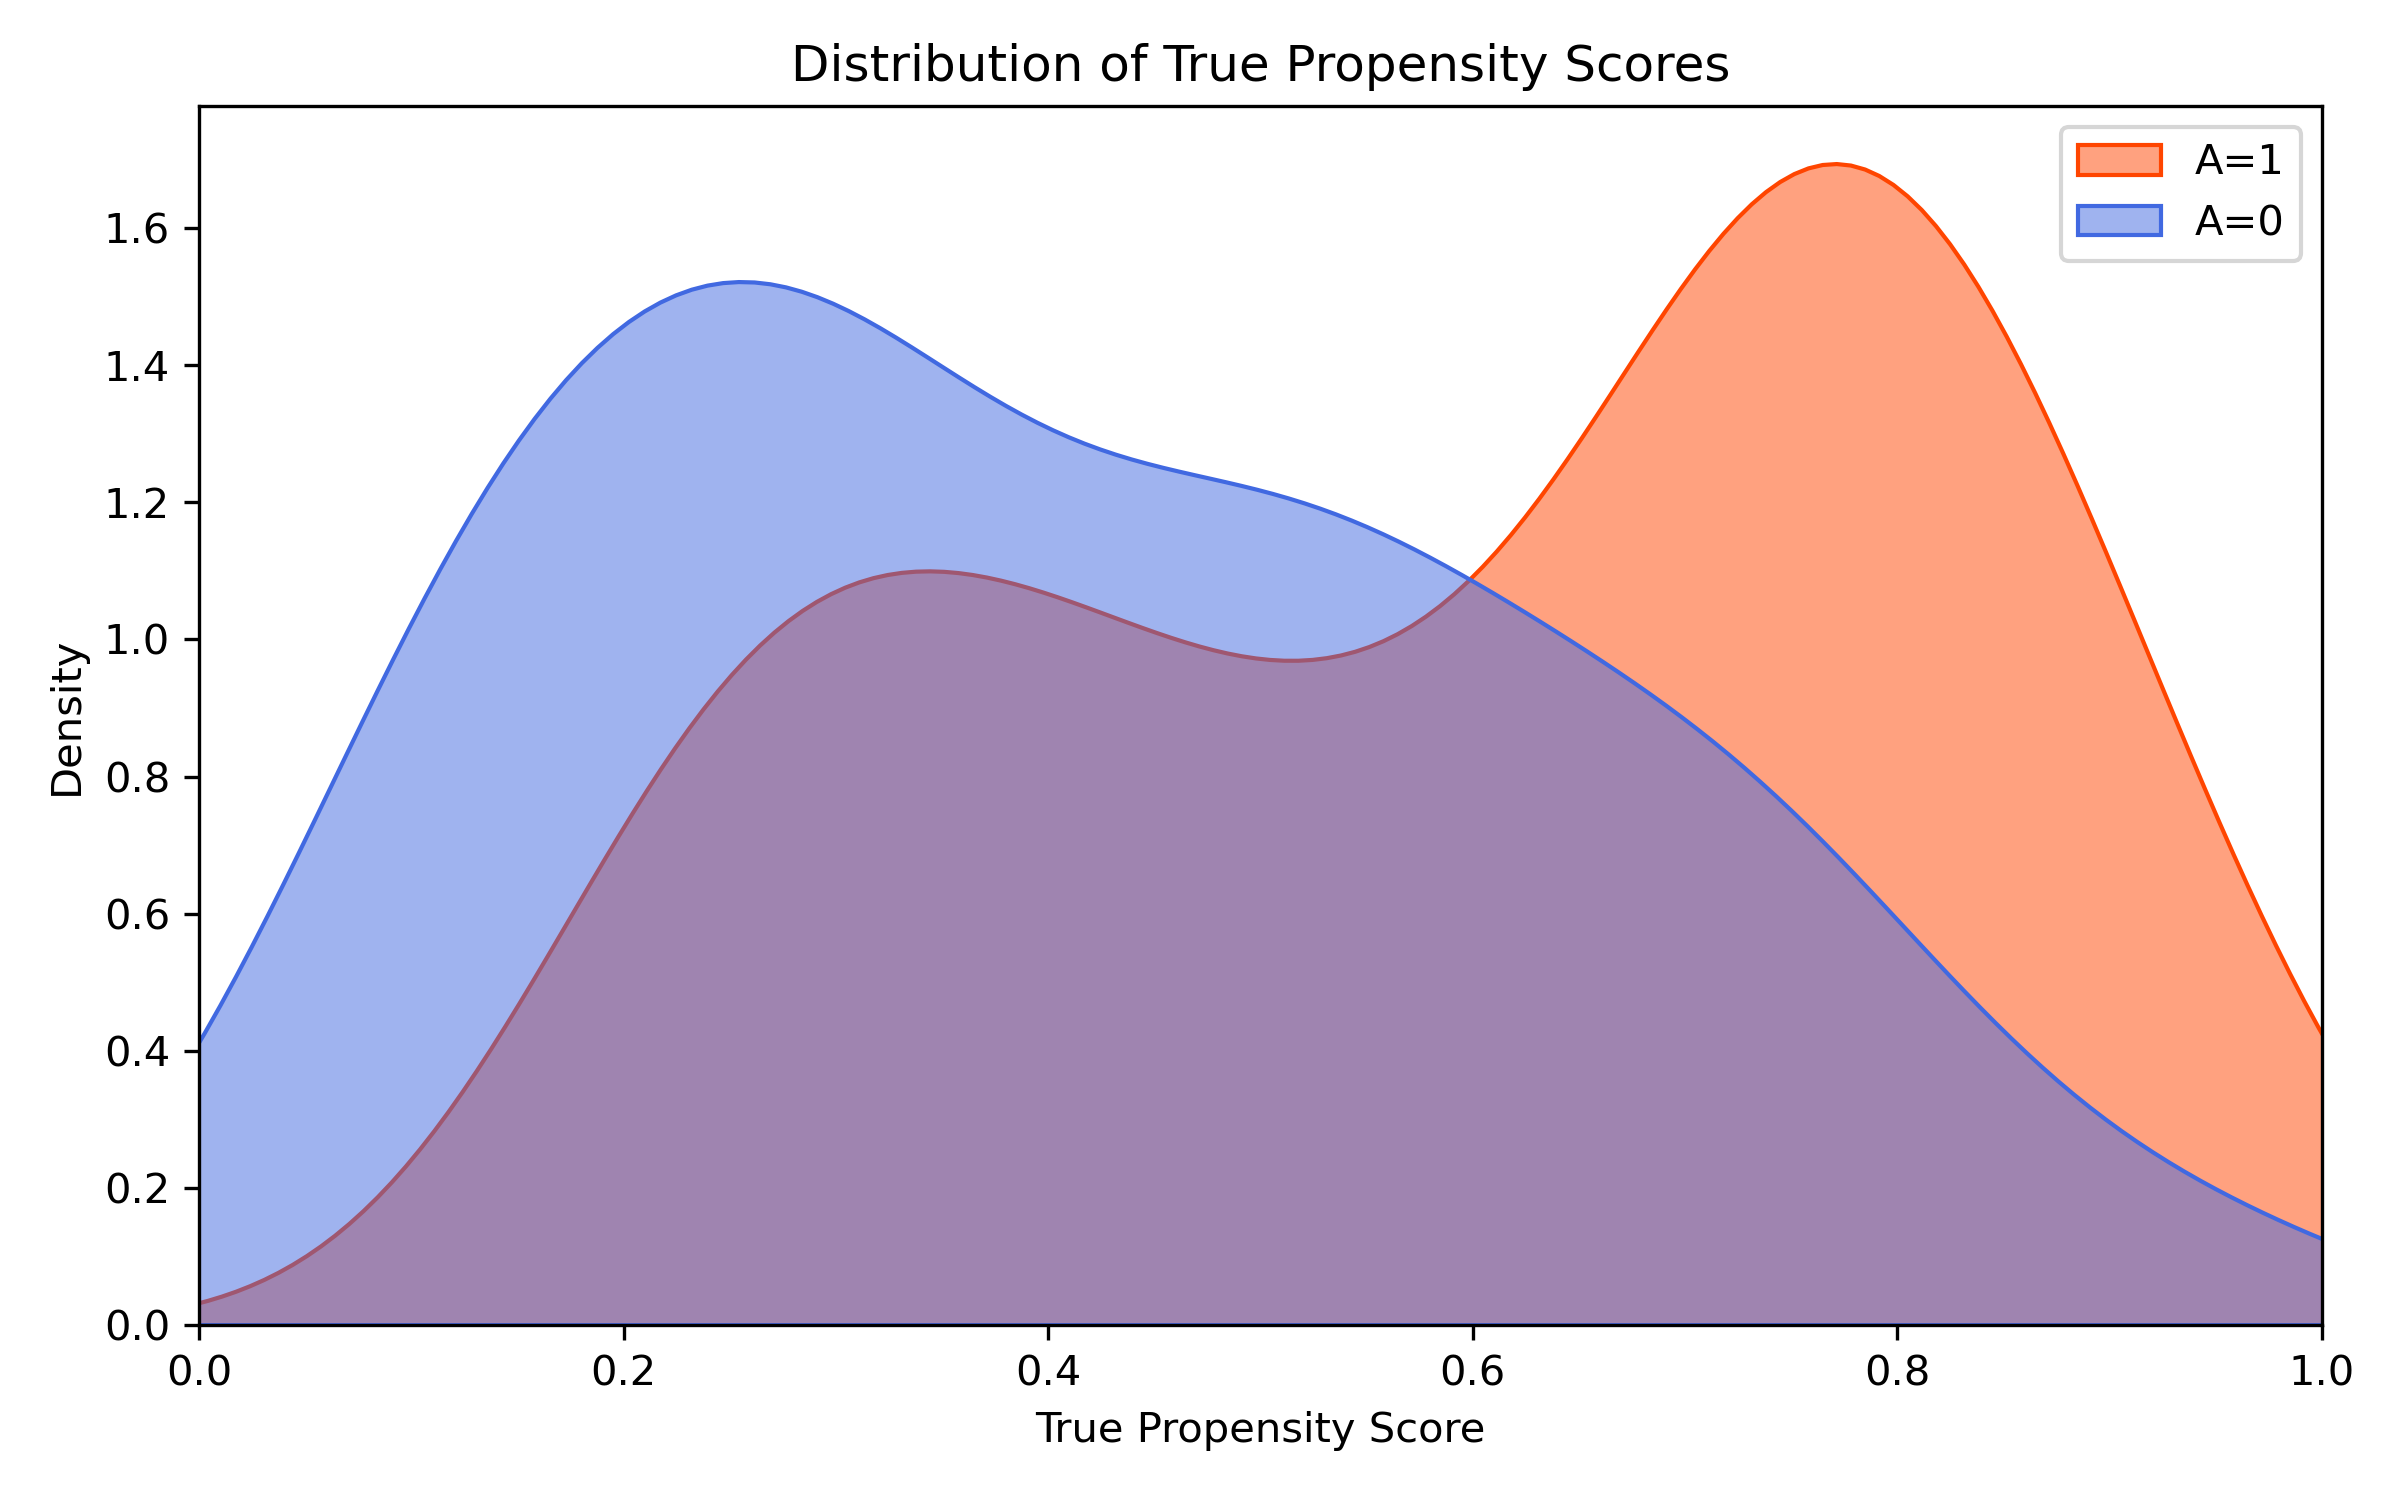 Distribution of True Propensity Scores
A=1
A=0
Density
1.6
1.4
1.2
1.0
0.8
0.6
0.4
0.2
0.0
0.0 0.2 0.4 0.6 0.8 1.0
True Propensity Score